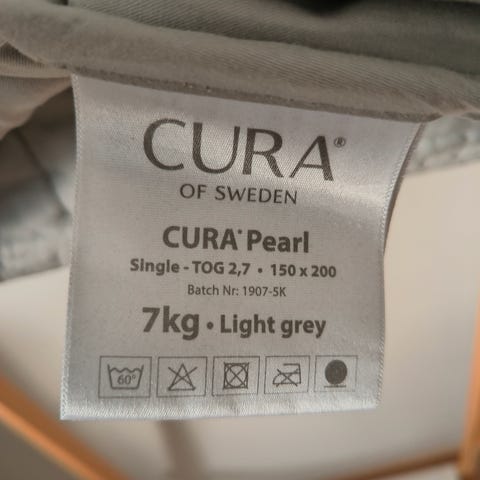 CURA®
OF SWEDEN
CURA® Pearl
Single - TOG 2,7 • 150 x 200
Batch Nr: 1907-5K
7kg • Light grey
60°